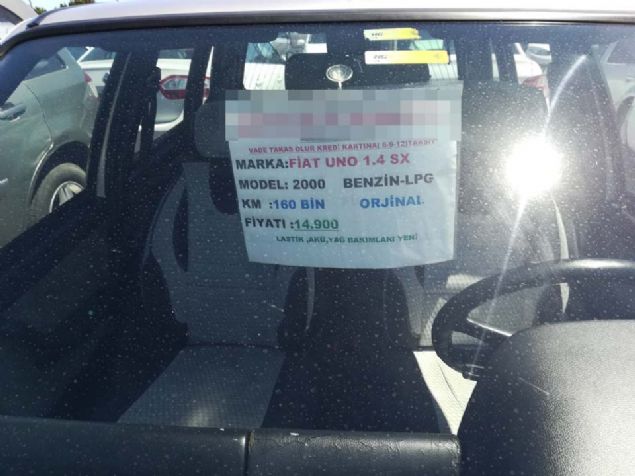 VADE TAKAS OLUR KREDİ KARTINA( 6-9-12)TAKSİT
MARKA:FİAT UNO 1.4 SX
MODEL: 2000 BENZİN-LPG
KM :160 BİN ORJİNAL
FİYATI :14.900
LASTİK ,AKÜ,YAĞ BAKIMLARI YENİ